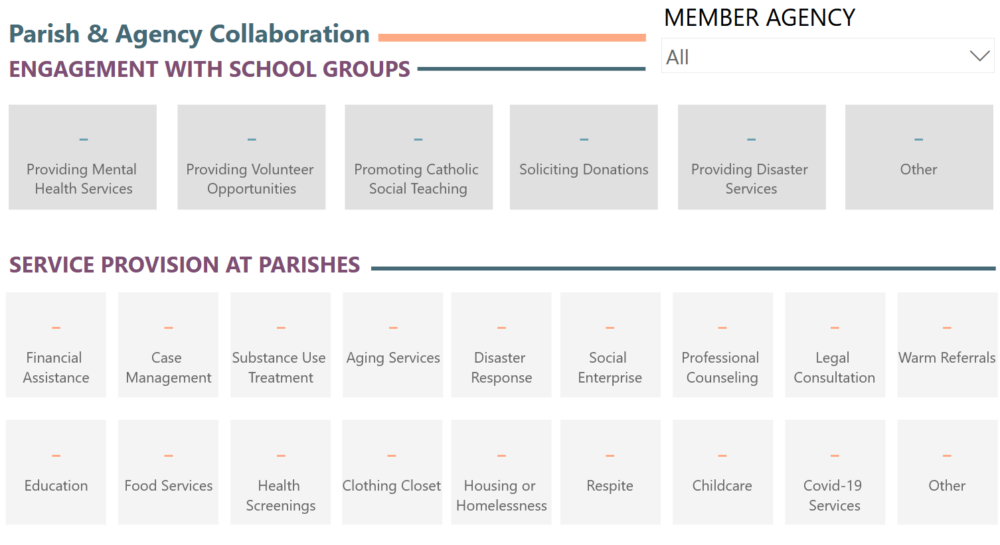 Parish & Agency Collaboration
MEMBER AGENCY
All
ENGAGEMENT WITH SCHOOL GROUPS
–
Providing Mental
Health Services
–
Providing Volunteer
Opportunities
–
Promoting Catholic
Social Teaching
–
Soliciting Donations
–
Providing Disaster
Services
–
Other
SERVICE PROVISION AT PARISHES
–
Financial
Assistance
–
Case
Management
–
Substance Use
Treatment
–
Aging Services
–
Disaster
Response
–
Social
Enterprise
–
Professional
Counseling
–
Legal
Consultation
–
Warm Referrals
–
Education
–
Food Services
–
Health
Screenings
–
Clothing Closet
–
Housing or
Homelessness
–
Respite
–
Childcare
–
Covid-19
Services
–
Other